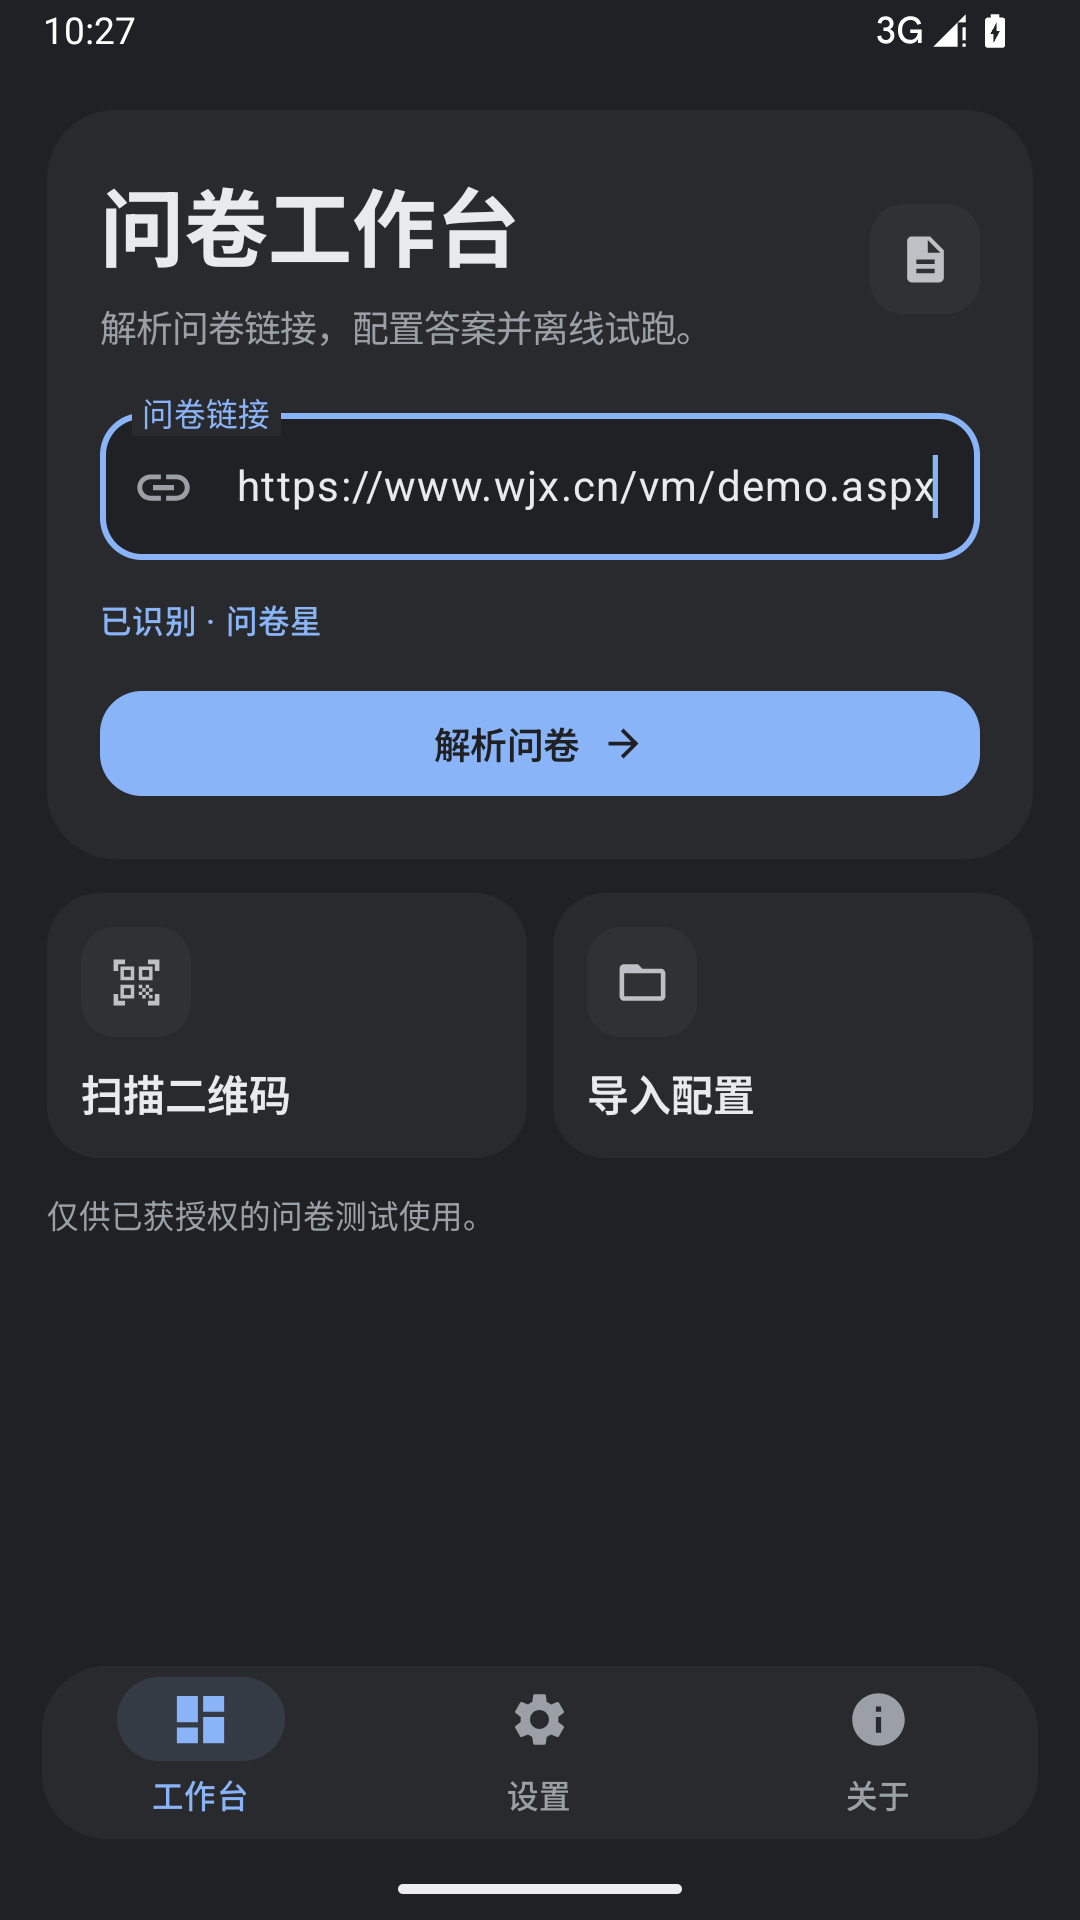 10:27
3G
问卷工作台
解析问卷链接，配置答案并离线试跑。
问卷链接
https://www.wjx.cn/vm/demo.aspx
已识别 · 问卷星
解析问卷
扫描二维码
导入配置
仅供已获授权的问卷测试使用。
工作台
设置
关于